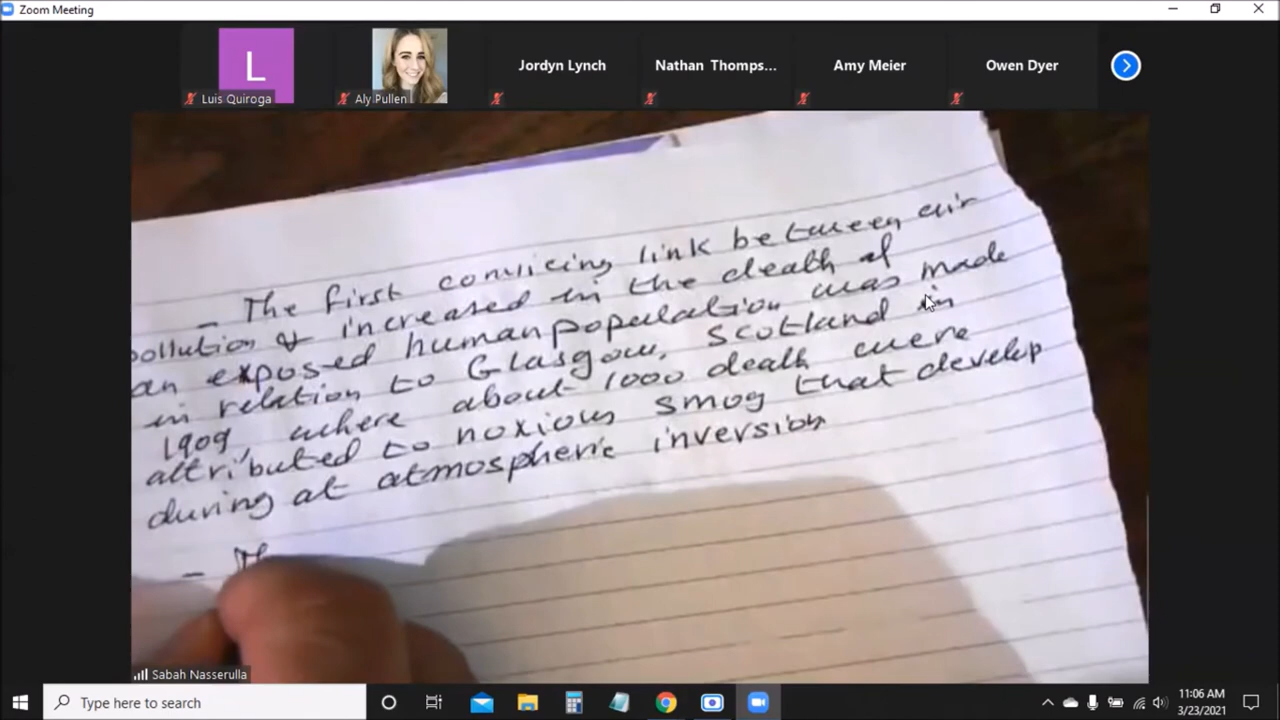 Zoom Meeting
L
Luis Quiroga
Aly Pullen
Jordyn Lynch
Nathan Thomps...
Amy Meier
Owen Dyer
- The first convicing link between air
pollution & increased in the death of
an exposed human population was made
in relation to Glasgow, Scotland in
1909, where about 1000 death were
attributed to noxious smog that develop
during at atmospheric inversion
- Th
Sabah Nasserulla
Type here to search
11:06 AM
3/23/2021